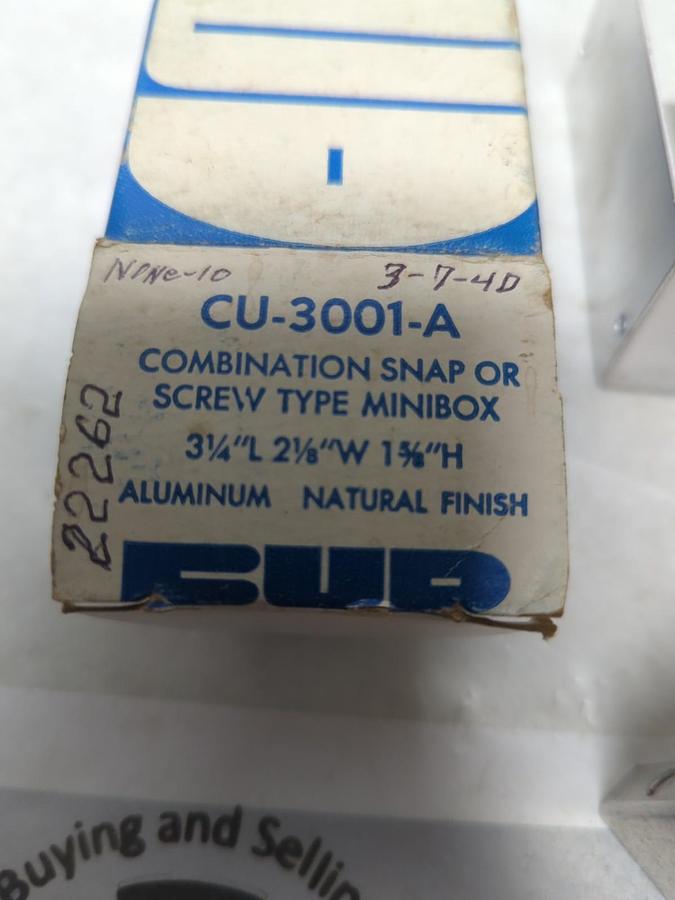 NINE-10 3-7-4D
CU-3001-A
COMBINATION SNAP OR
SCREW TYPE MINIBOX
3¼"L 2⅛"W 1⅝"H
ALUMINUM NATURAL FINISH
22262
BUD
Buying and Sellin